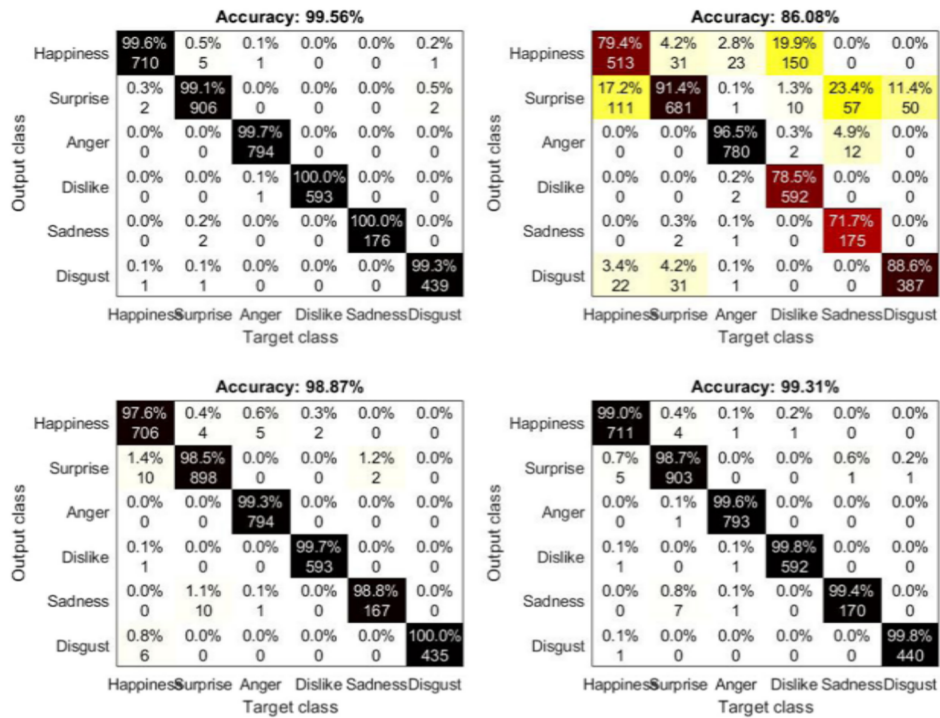 Accuracy: 99.56%
Output class
Happiness 99.6% 0.5% 0.1% 0.0% 0.0% 0.2%
710 5 1 0 0 1
Surprise 0.3% 99.1% 0.0% 0.0% 0.0% 0.5%
2 906 0 0 0 2
Anger 0.0% 0.0% 99.7% 0.0% 0.0% 0.0%
0 0 794 0 0 0
Dislike 0.0% 0.0% 0.1% 100.0% 0.0% 0.0%
0 0 1 593 0 0
Sadness 0.0% 0.2% 0.0% 0.0% 100.0% 0.0%
0 2 0 0 176 0
Disgust 0.1% 0.1% 0.0% 0.0% 0.0% 99.3%
1 1 0 0 0 439
Happiness Surprise Anger Dislike Sadness Disgust
Target class
Accuracy: 86.08%
Output class
Happiness 79.4% 4.2% 2.8% 19.9% 0.0% 0.0%
513 31 23 150 0 0
Surprise 17.2% 91.4% 0.1% 1.3% 23.4% 11.4%
111 681 1 10 57 50
Anger 0.0% 0.0% 96.5% 0.3% 4.9% 0.0%
0 0 780 2 12 0
Dislike 0.0% 0.0% 0.2% 78.5% 0.0% 0.0%
0 0 2 592 0 0
Sadness 0.0% 0.3% 0.1% 0.0% 71.7% 0.0%
0 2 1 0 175 0
Disgust 3.4% 4.2% 0.1% 0.0% 0.0% 88.6%
22 31 1 0 0 387
Happiness Surprise Anger Dislike Sadness Disgust
Target class
Accuracy: 98.87%
Output class
Happiness 97.6% 0.4% 0.6% 0.3% 0.0% 0.0%
706 4 5 2 0 0
Surprise 1.4% 98.5% 0.0% 0.0% 1.2% 0.0%
10 898 0 0 2 0
Anger 0.0% 0.0% 99.3% 0.0% 0.0% 0.0%
0 0 794 0 0 0
Dislike 0.1% 0.0% 0.0% 99.7% 0.0% 0.0%
1 0 0 593 0 0
Sadness 0.0% 1.1% 0.1% 0.0% 98.8% 0.0%
0 10 1 0 167 0
Disgust 0.8% 0.0% 0.0% 0.0% 0.0% 100.0%
6 0 0 0 0 435
Happiness Surprise Anger Dislike Sadness Disgust
Target class
Accuracy: 99.31%
Output class
Happiness 99.0% 0.4% 0.1% 0.2% 0.0% 0.0%
711 4 1 1 0 0
Surprise 0.7% 98.7% 0.0% 0.0% 0.6% 0.2%
5 903 0 0 1 1
Anger 0.0% 0.1% 99.6% 0.0% 0.0% 0.0%
0 1 793 0 0 0
Dislike 0.1% 0.0% 0.1% 99.8% 0.0% 0.0%
1 0 1 592 0 0
Sadness 0.0% 0.8% 0.1% 0.0% 99.4% 0.0%
0 7 1 0 170 0
Disgust 0.1% 0.0% 0.0% 0.0% 0.0% 99.8%
1 0 0 0 0 440
Happiness Surprise Anger Dislike Sadness Disgust
Target class